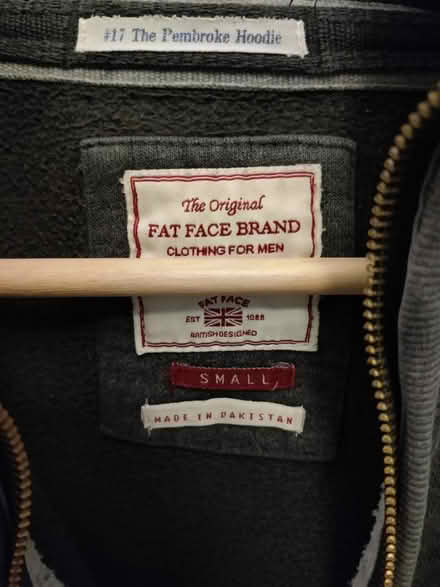 #17 The Pembroke Hoodie
The Original
FAT FACE BRAND
CLOTHING FOR MEN
FAT FACE
EST 1988
BRITISH DESIGNED
SMALL
MADE IN PAKISTAN